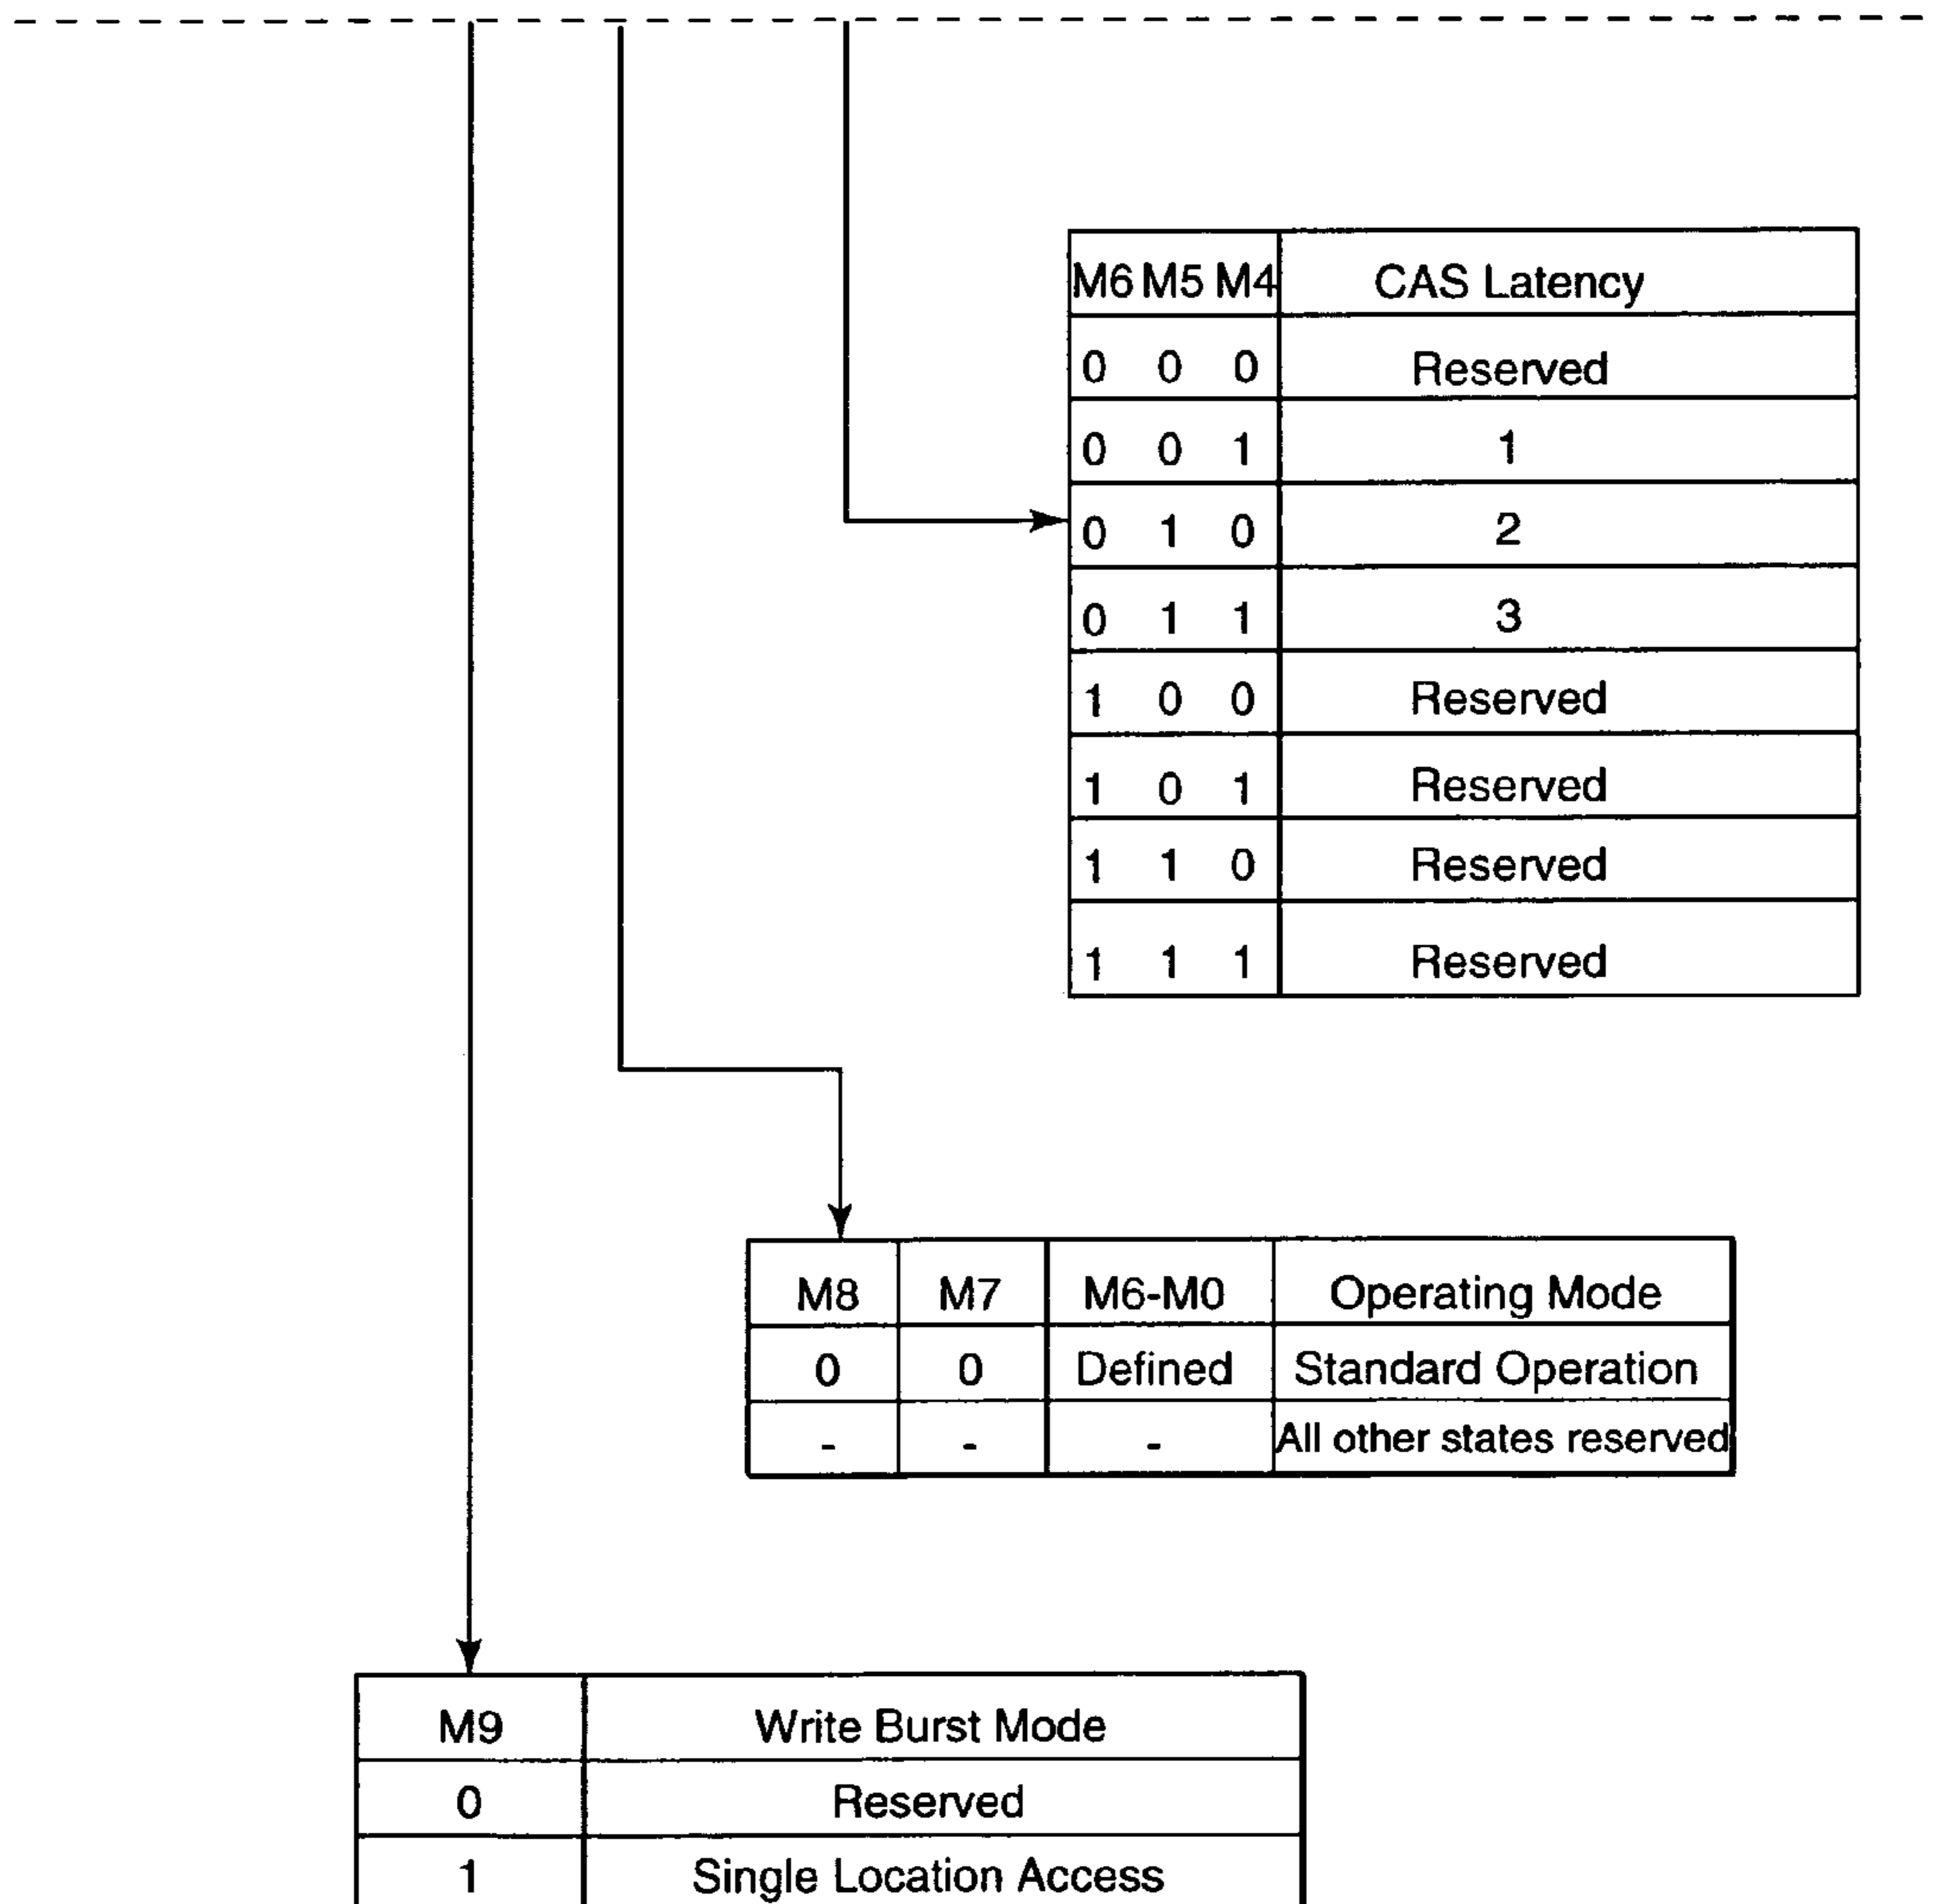 M6 M5 M4 CAS Latency
0 0 0 Reserved
0 0 1 1
0 1 0 2
0 1 1 3
1 0 0 Reserved
1 0 1 Reserved
1 1 0 Reserved
1 1 1 Reserved
M8 M7 M6-M0 Operating Mode
0 0 Defined Standard Operation
- - - All other states reserved
M9 Write Burst Mode
0 Reserved
1 Single Location Access